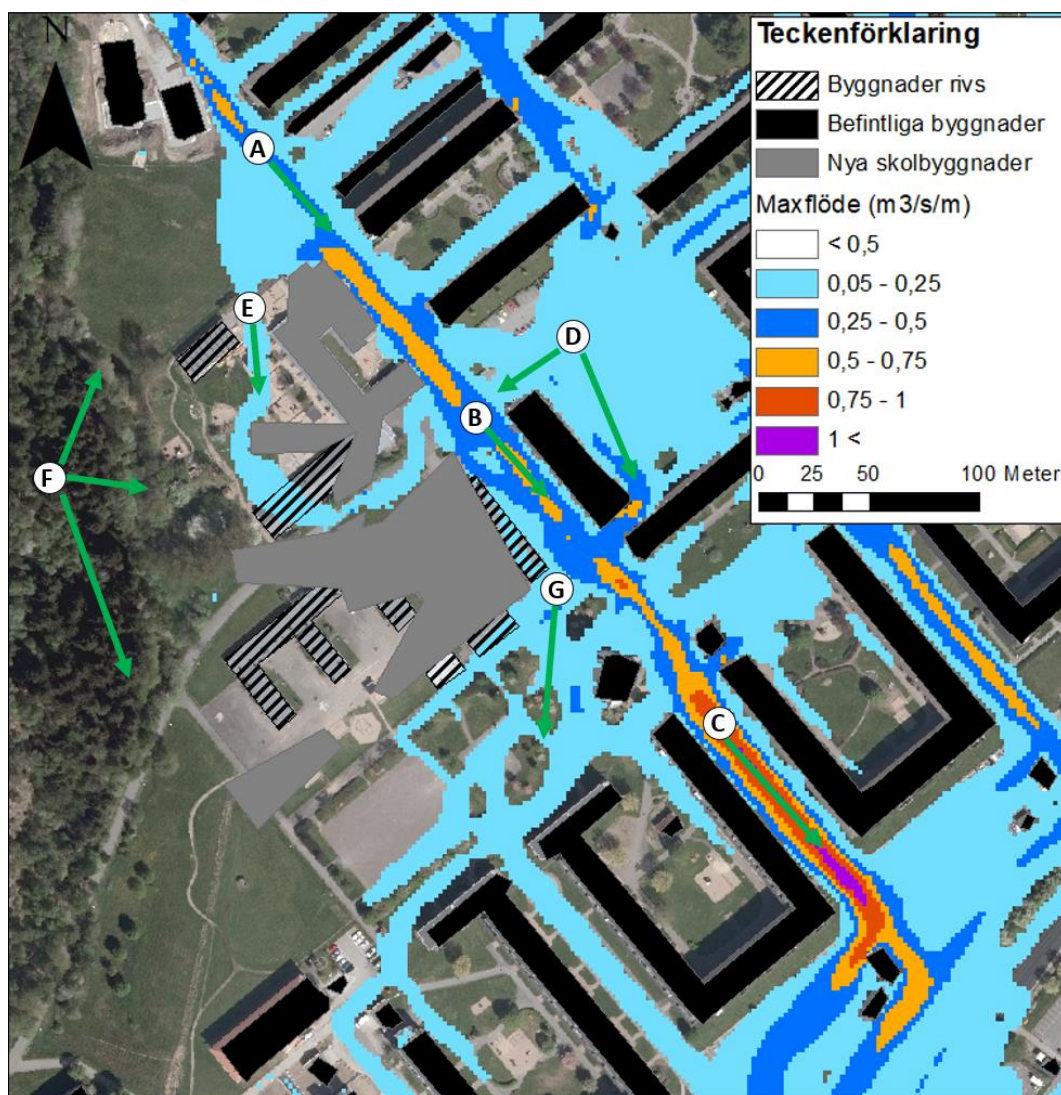 N
Teckenförklaring
Byggnader rivs
Befintliga byggnader
Nya skolbyggnader
Maxflöde (m3/s/m)
< 0,5
0,05 - 0,25
0,25 - 0,5
0,5 - 0,75
0,75 - 1
1 <
0 25 50 100 Meter
A
E
D
B
F
G
C